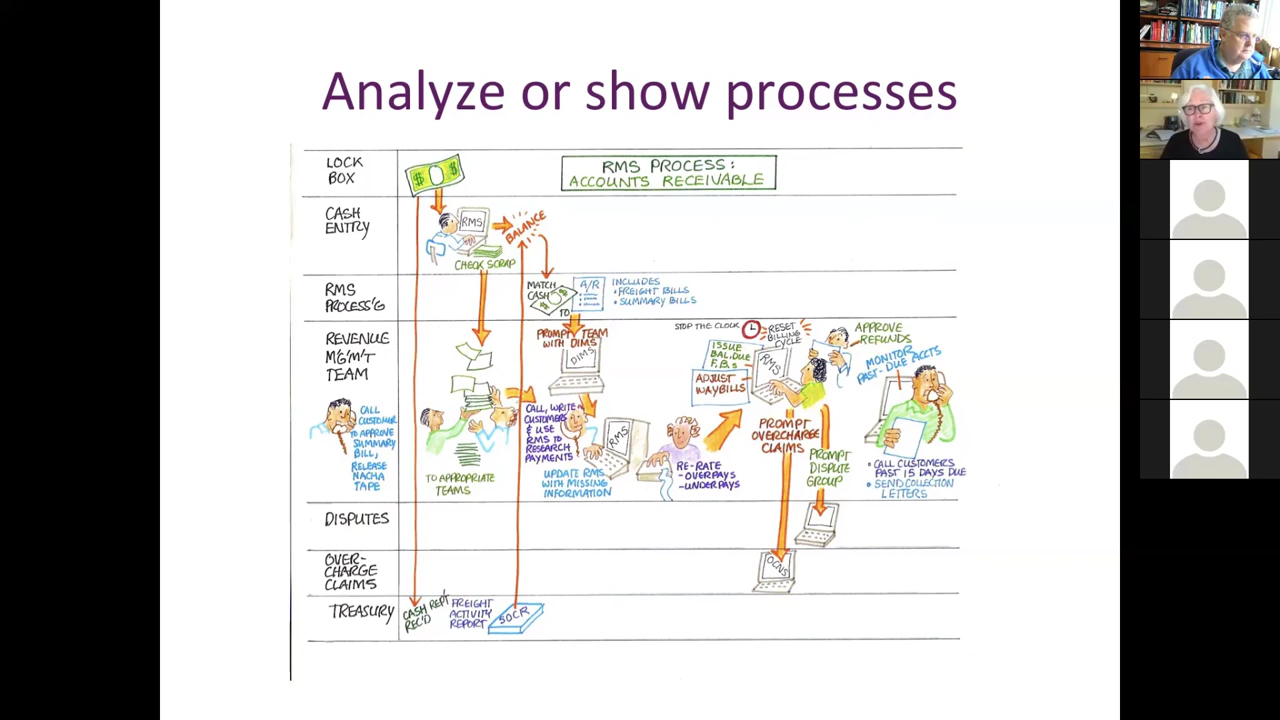 Analyze or show processes
RMS PROCESS:
ACCOUNTS RECEIVABLE
LOCK
BOX
CASH
ENTRY
RMS
BALANCE
CHECK SCRAP
RMS
PROCESS'G
MATCH
CASH
TO
A/R
INCLUDES
• FREIGHT BILLS
• SUMMARY BILLS
REVENUE
MG'M'T
TEAM
CALL
CUSTOMER
TO APPROVE
SUMMARY
BILL,
RELEASE
NACHA
TAPE
TO APPROPRIATE
TEAMS
PROMPT TEAM
WITH DIMS
DIMS
CALL, WRITE
CUSTOMERS
& USE
RMS TO
RESEARCH
PAYMENTS
RMS
UPDATE RMS
WITH MISSING
INFORMATION
RE-RATE
- OVERPAYS
- UNDERPAYS
STOP THE CLOCK
RESET
BILLING
CYCLE
ISSUE
BAL. DUE
F.B.s
ADJUST
WAYBILLS
RMS
APPROVE
REFUNDS
PROMPT
OVERCHARGE
CLAIMS
PROMPT
DISPUTE
GROUP
MONITOR
PAST-DUE ACCTS
• CALL CUSTOMERS
PAST 15 DAYS DUE
• SEND COLLECTION
LETTERS
DISPUTES
OVER-
CHARGE
CLAIMS
TREASURY
CASH REP'T
REC'D
FREIGHT
ACTIVITY
REPORT